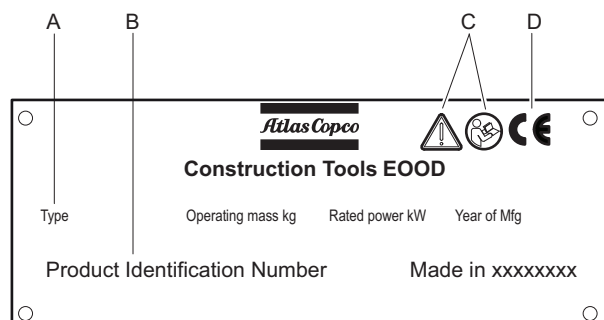 A B C D
Atlas Copco
CE
Construction Tools EOOD
Type Operating mass kg Rated power kW Year of Mfg
Product Identification Number Made in xxxxxxxx